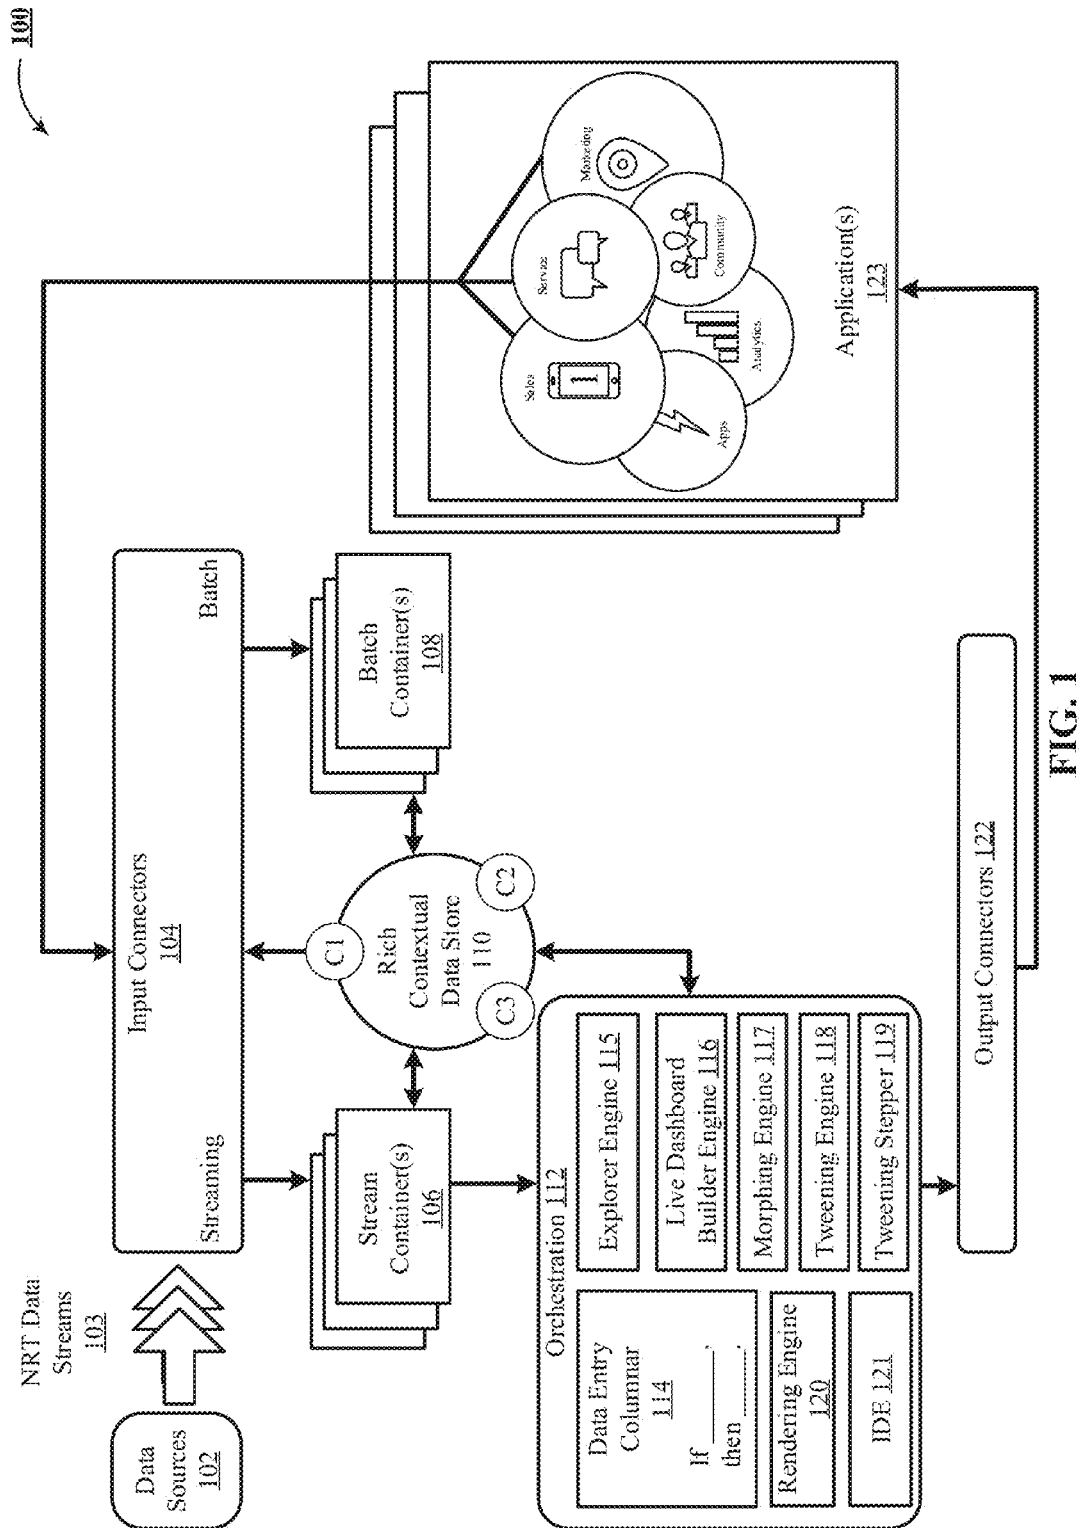 100
NRT Data
Streams
103
Data
Sources
102
Input Connectors
104
Streaming
Batch
Stream
Container(s)
106
C1
Rich
Contextual
Data Store
110
C3
C2
Batch
Container(s)
108
Orchestration 112
Data Entry
Columnar
114
If ______,
then ______.
Rendering Engine
120
IDE 121
Explorer Engine 115
Live Dashboard
Builder Engine 116
Morphing Engine 117
Tweening Engine 118
Tweening Stepper 119
Output Connectors 122
Sales
1
Service
Marketing
Apps
Analytics
Community
Application(s)
123
FIG. 1